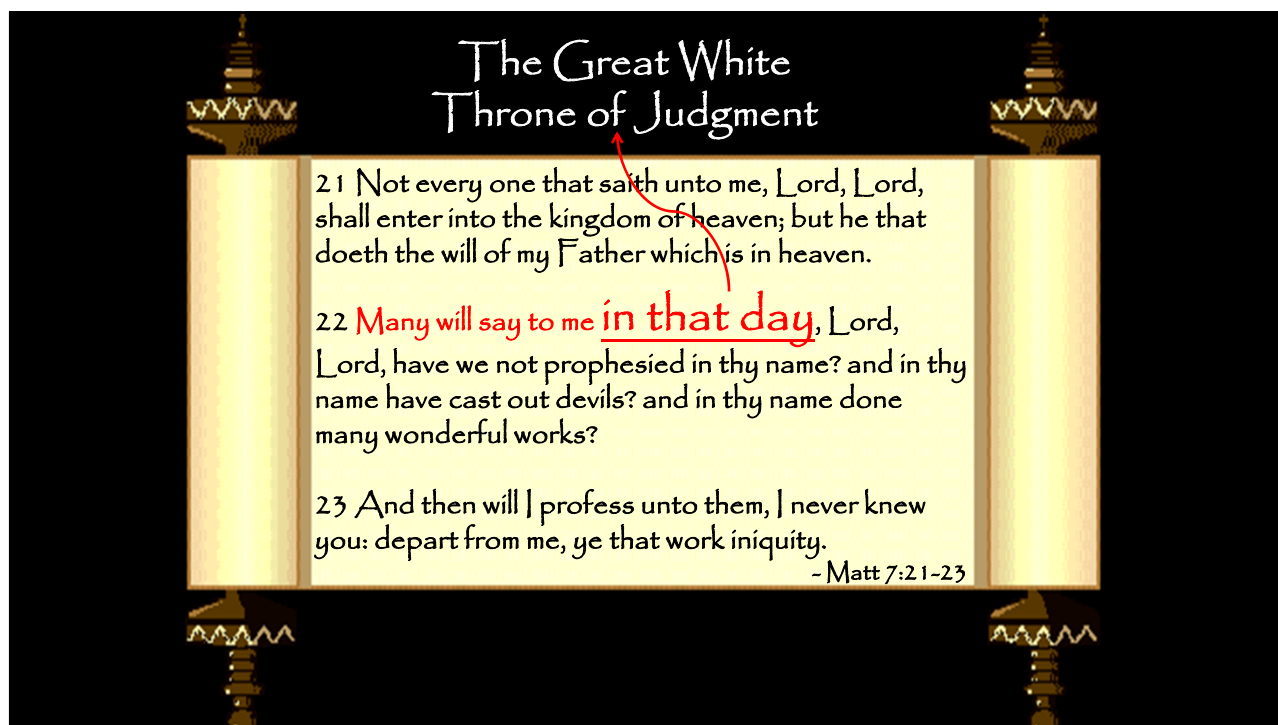 The Great White
Throne of Judgment
21 Not every one that saith unto me, Lord, Lord,
shall enter into the kingdom of heaven; but he that
doeth the will of my Father which is in heaven.
22 Many will say to me in that day, Lord,
Lord, have we not prophesied in thy name? and in thy
name have cast out devils? and in thy name done
many wonderful works?
23 And then will I profess unto them, I never knew
you: depart from me, ye that work iniquity.
- Matt 7:21-23